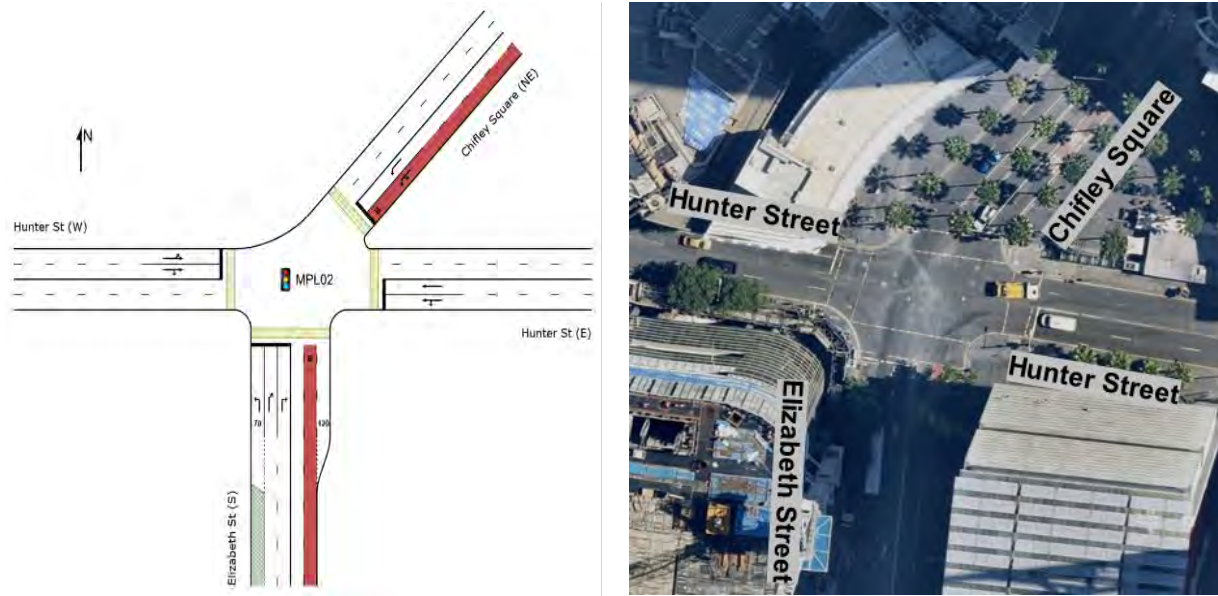 N
Chifley Square (NE)
Hunter St (W)
MPL02
Hunter St (E)
70
120
Elizabeth St (S)
Hunter Street
Chifley Square
Hunter Street
Elizabeth Street